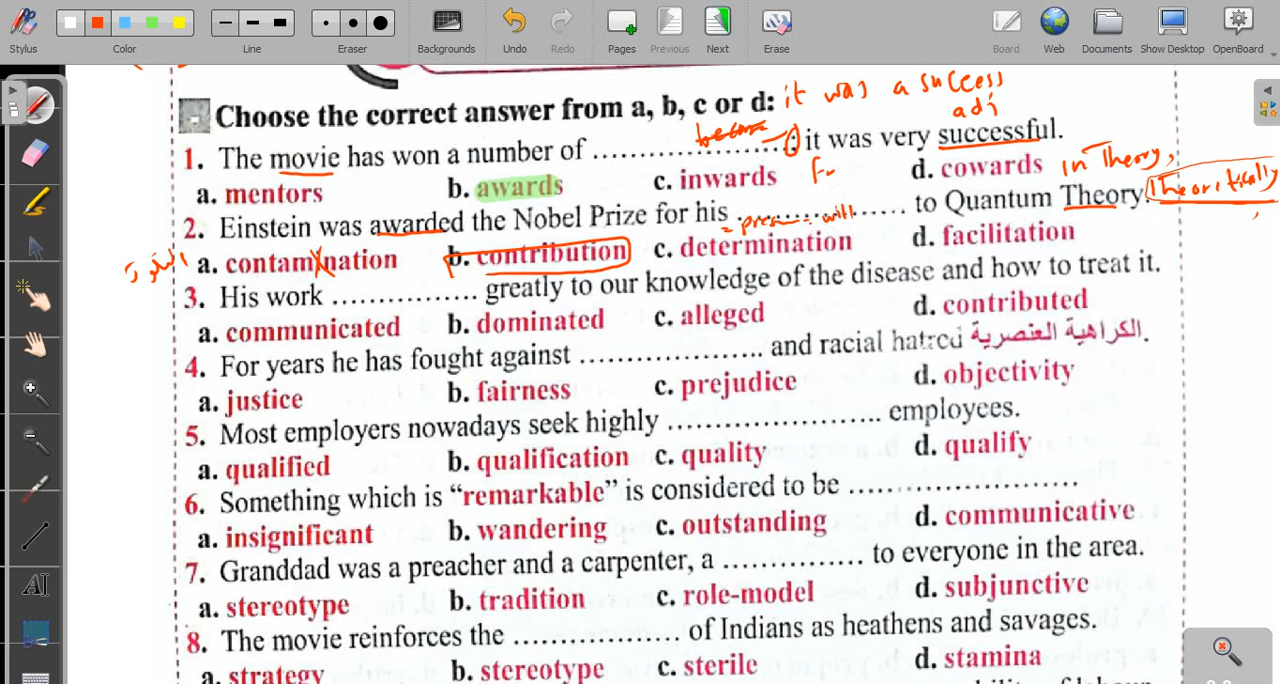 Stylus Color Line Eraser Backgrounds Undo Redo Pages Previous Next Erase Board Web Documents Show Desktop OpenBoard
Choose the correct answer from a, b, c or d: it was a success
adj
because
1. The movie has won a number of ........................ ; it was very successful.
a. mentors b. awards c. inwards d. cowards
in Theory,
Theoritically
2. Einstein was awarded the Nobel Prize for his ........................ to Quantum Theory.
a. contamination b. contribution c. determination d. facilitation
3. His work .................... greatly to our knowledge of the disease and how to treat it.
a. communicated b. dominated c. alleged d. contributed
4. For years he has fought against ........................ and racial hatred الكراهية العنصرية.
a. justice b. fairness c. prejudice d. objectivity
5. Most employers nowadays seek highly ............................ employees.
a. qualified b. qualification c. quality d. qualify
6. Something which is “remarkable” is considered to be ..............................
a. insignificant b. wandering c. outstanding d. communicative
7. Granddad was a preacher and a carpenter, a .................. to everyone in the area.
a. stereotype b. tradition c. role-model d. subjunctive
8. The movie reinforces the ...................... of Indians as heathens and savages.
a. strategy b. stereotype c. sterile d. stamina